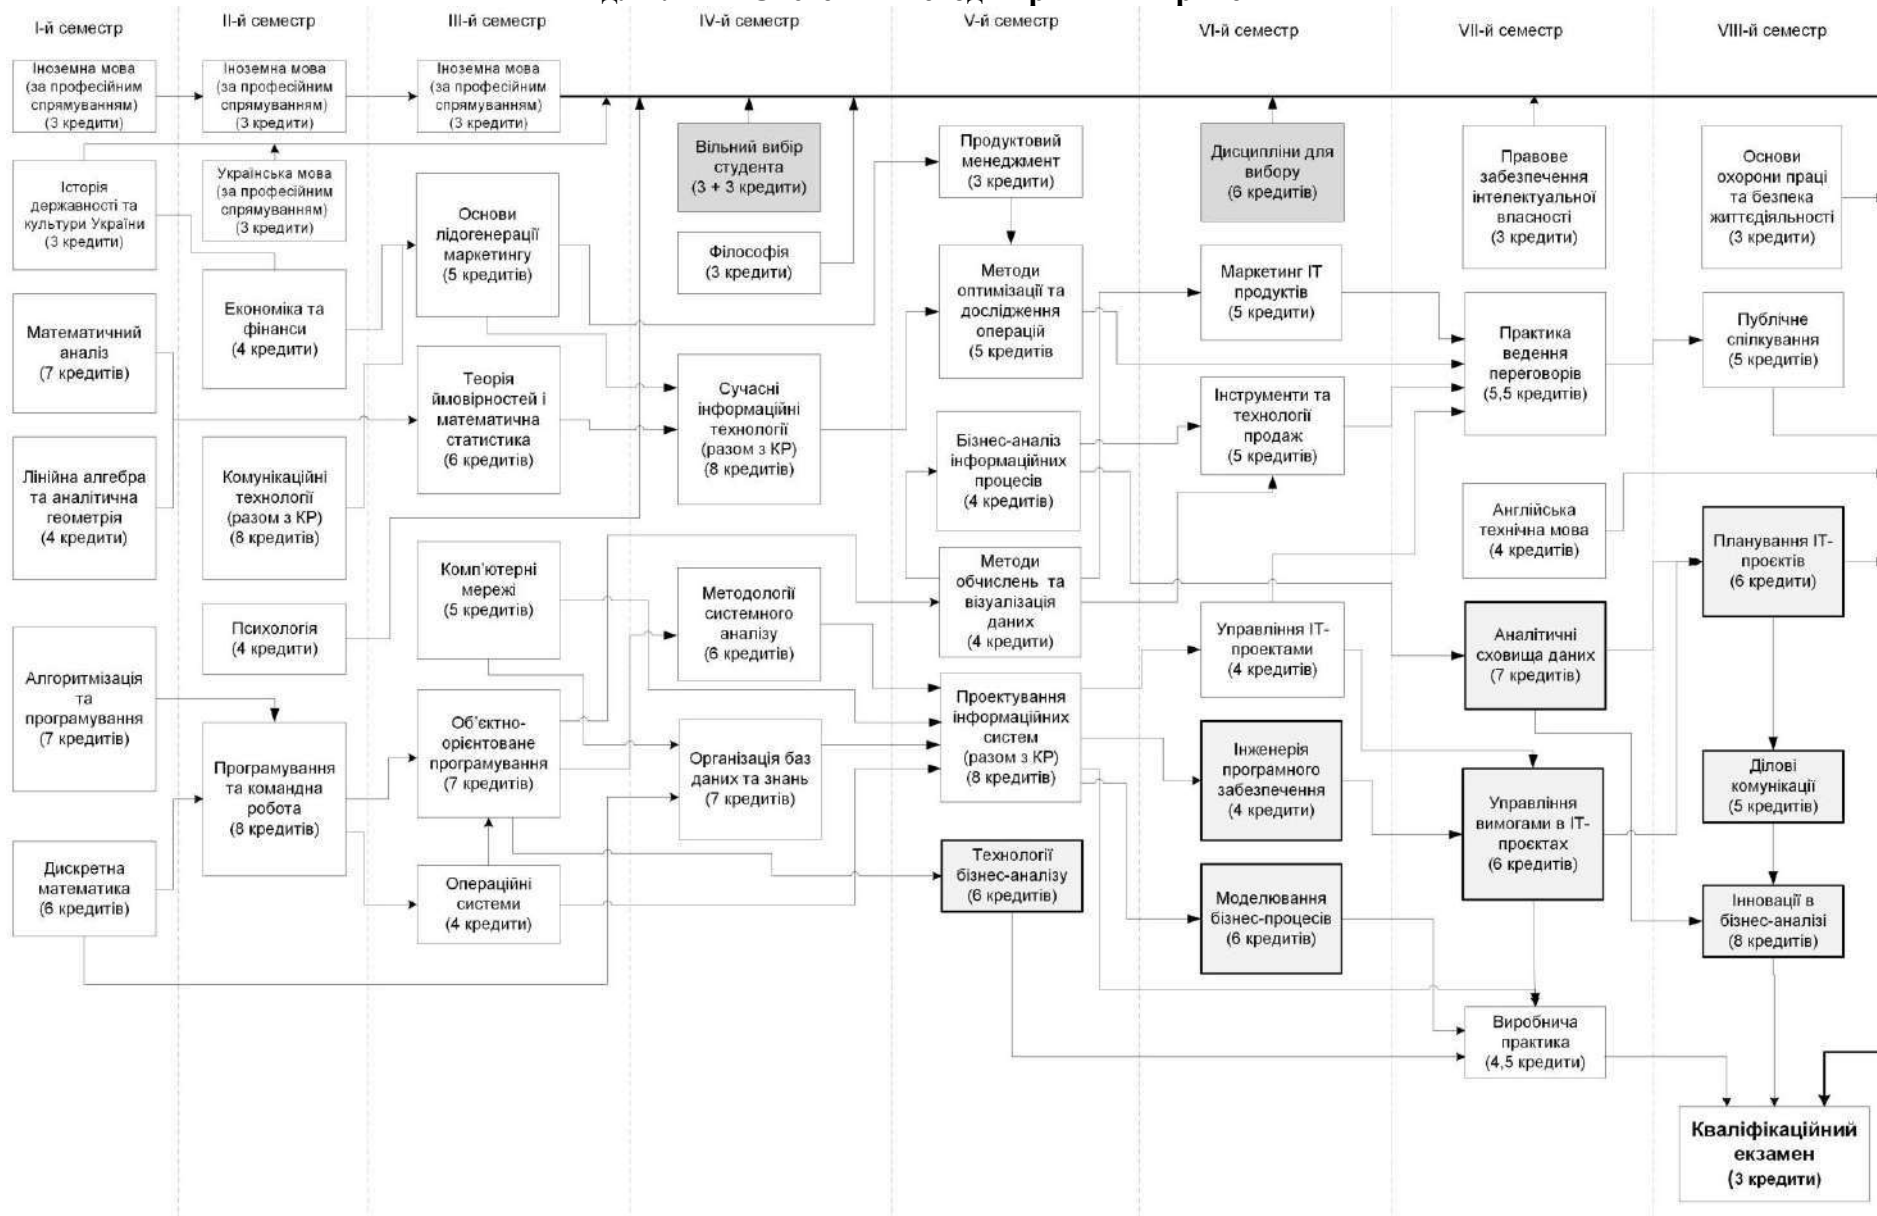 I-й семестр
Іноземна мова
(за професійним
спрямуванням)
(3 кредити)
Історія
державності та
культури України
(3 кредити)
Математичний
аналіз
(7 кредитів)
Лінійна алгебра
та аналітична
геометрія
(4 кредити)
Алгоритмізація
та
програмування
(7 кредитів)
Дискретна
математика
(6 кредитів)
II-й семестр
Іноземна мова
(за професійним
спрямуванням)
(3 кредити)
Українська мова
(за професійним
спрямуванням)
(3 кредити)
Економіка та
фінанси
(4 кредити)
Комунікаційні
технології
(разом з КР)
(8 кредитів)
Психологія
(4 кредити)
Програмування
та командна
робота
(8 кредитів)
III-й семестр
Іноземна мова
(за професійним
спрямуванням)
(3 кредити)
Основи
лідогенерації
маркетингу
(5 кредитів)
Теорія
ймовірностей і
математична
статистика
(6 кредитів)
Комп'ютерні
мережі
(5 кредитів)
Об'єктно-
орієнтоване
програмування
(7 кредитів)
Операційні
системи
(4 кредити)
IV-й семестр
Вільний вибір
студента
(3 + 3 кредити)
Філософія
(3 кредити)
Сучасні
інформаційні
технології
(разом з КР)
(8 кредитів)
Методології
системного
аналізу
(6 кредитів)
Організація баз
даних та знань
(7 кредитів)
V-й семестр
Продуктовий
менеджмент
(3 кредити)
Методи
оптимізації та
дослідження
операцій
(5 кредитів
Бізнес-аналіз
інформаційних
процесів
(4 кредити)
Методи
обчислень та
візуалізація
даних
(4 кредити)
Проектування
інформаційних
систем
(разом з КР)
(8 кредитів)
Технології
бізнес-аналізу
(6 кредитів)
VI-й семестр
Дисципліни для
вибору
(6 кредитів)
Маркетинг ІТ
продуктів
(5 кредити)
Інструменти та
технології
продаж
(5 кредитів)
Управління ІТ-
проектами
(4 кредити)
Інженерія
програмного
забезпечення
(4 кредити)
Моделювання
бізнес-процесів
(6 кредитів)
VII-й семестр
Правове
забезпечення
інтелектуальної
власності
(3 кредити)
Практика
ведення
переговорів
(5,5 кредити)
Англійська
технічна мова
(4 кредити)
Аналітичні
сховища даних
(7 кредитів)
Управління
вимогами в ІТ-
проєктах
(6 кредитів)
Виробнича
практика
(4,5 кредити)
VIII-й семестр
Основи
охорони праці
та безпека
життєдіяльності
(3 кредити)
Публічне
спілкування
(5 кредитів)
Планування ІТ-
проєктів
(6 кредити)
Ділові
комунікації
(5 кредитів)
Інновації в
бізнес-аналізі
(8 кредитів)
Кваліфікаційний
екзамен
(3 кредити)